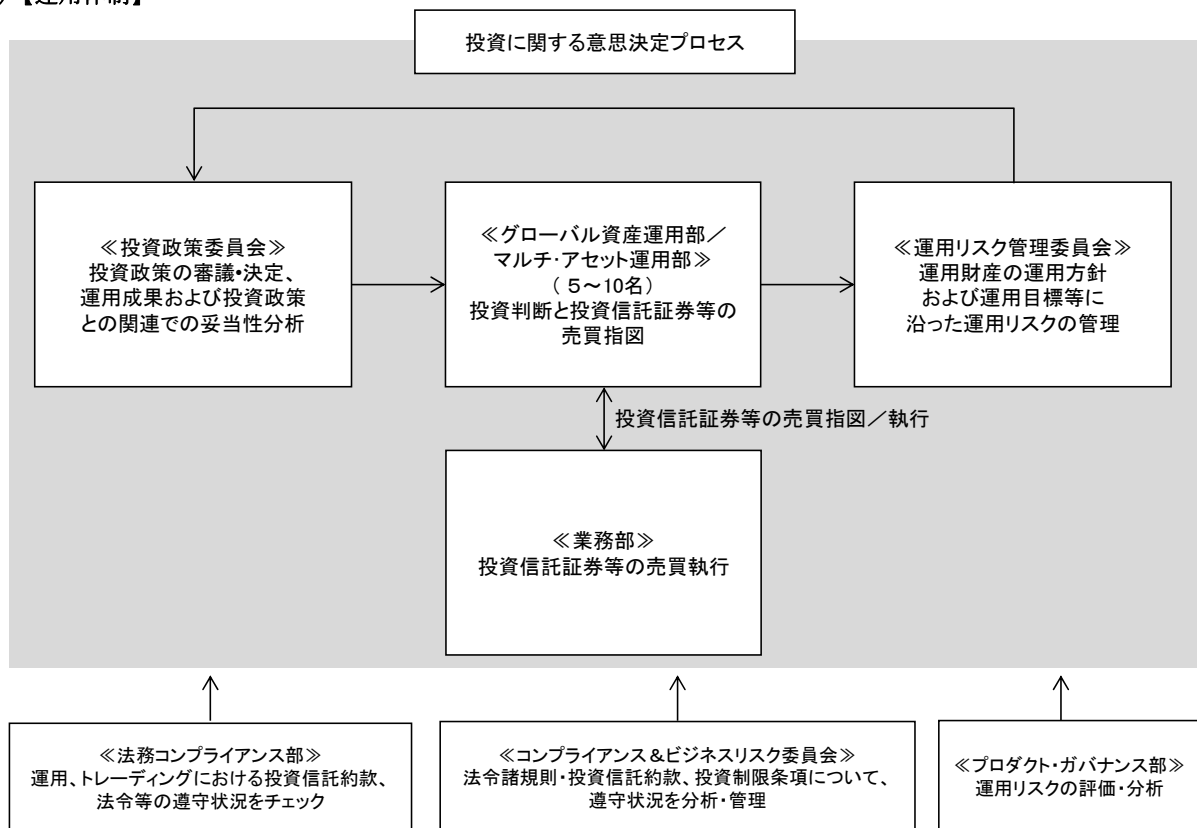 【運用体制】
投資に関する意思決定プロセス
≪投資政策委員会≫
投資政策の審議・決定、
運用成果および投資政策
との関連での妥当性分析
≪グローバル資産運用部／
マルチ・アセット運用部≫
（ 5～10名）
投資判断と投資信託証券等の
売買指図
≪運用リスク管理委員会≫
運用財産の運用方針
および運用目標等に
沿った運用リスクの管理
投資信託証券等の売買指図／執行
≪業務部≫
投資信託証券等の売買執行
≪法務コンプライアンス部≫
運用、トレーディングにおける投資信託約款、
法令等の遵守状況をチェック
≪コンプライアンス＆ビジネスリスク委員会≫
法令諸規則・投資信託約款、投資制限条項について、
遵守状況を分析・管理
≪プロダクト・ガバナンス部≫
運用リスクの評価・分析